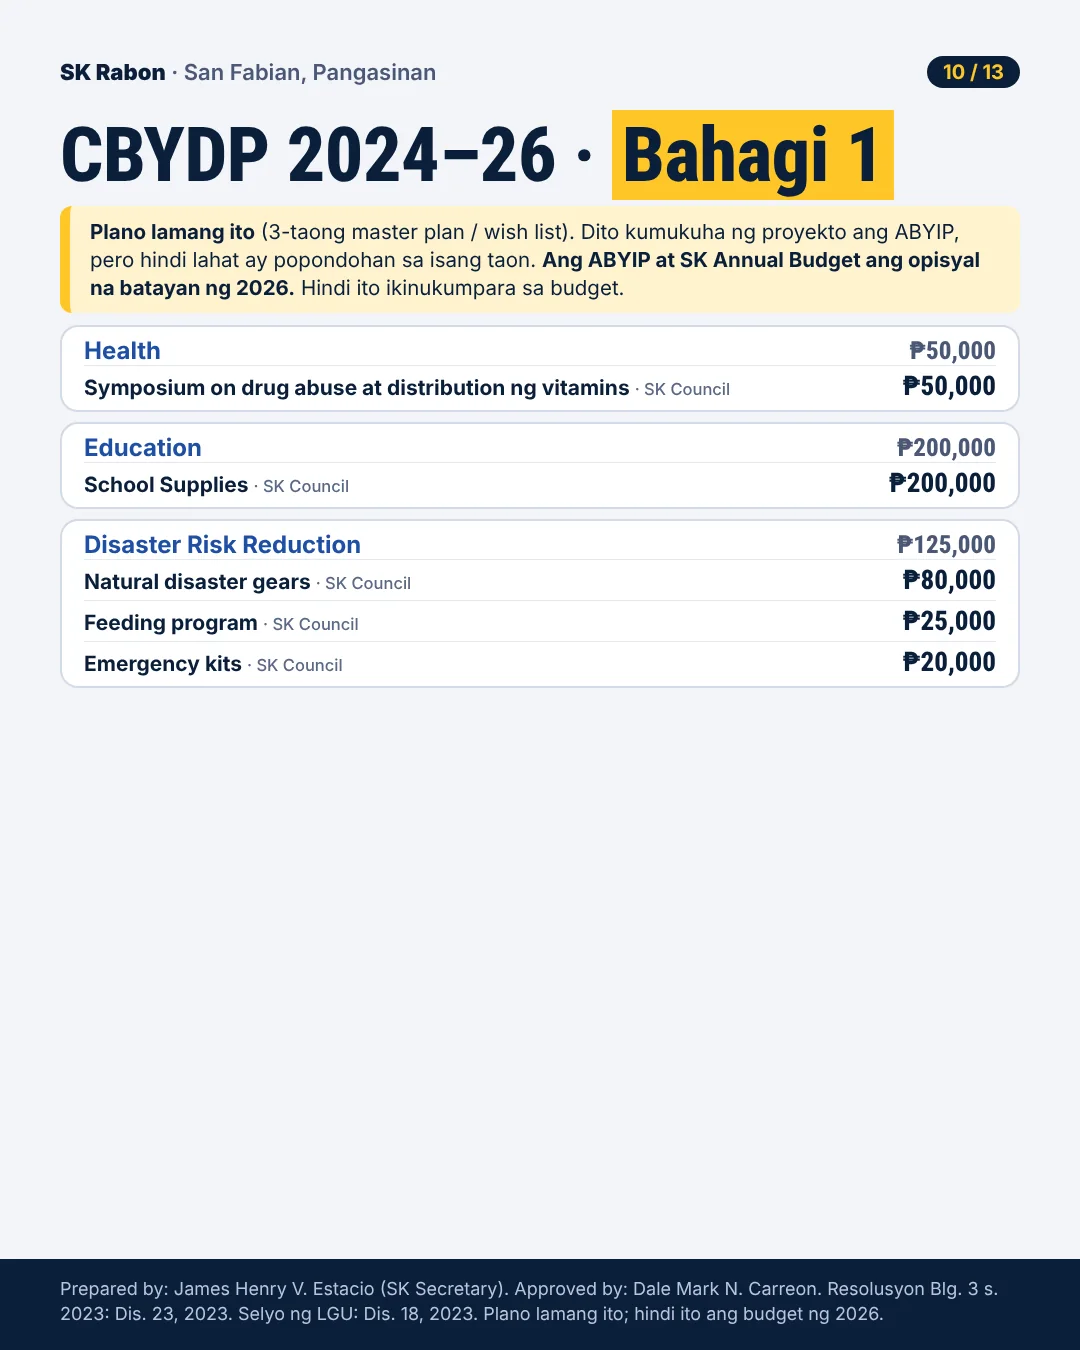 SK Rabon · San Fabian, Pangasinan
10 / 13
CBYDP 2024–26 · Bahagi 1
Plano lamang ito (3-taong master plan / wish list). Dito kumukuha ng proyekto ang ABYIP,
pero hindi lahat ay popondohan sa isang taon. Ang ABYIP at SK Annual Budget ang opisyal
na batayan ng 2026. Hindi ito ikinukumpara sa budget.
Health ₱50,000
Symposium on drug abuse at distribution ng vitamins · SK Council ₱50,000
Education ₱200,000
School Supplies · SK Council ₱200,000
Disaster Risk Reduction ₱125,000
Natural disaster gears · SK Council ₱80,000
Feeding program · SK Council ₱25,000
Emergency kits · SK Council ₱20,000
Prepared by: James Henry V. Estacio (SK Secretary). Approved by: Dale Mark N. Carreon. Resolusyon Blg. 3 s.
2023: Dis. 23, 2023. Selyo ng LGU: Dis. 18, 2023. Plano lamang ito; hindi ito ang budget ng 2026.